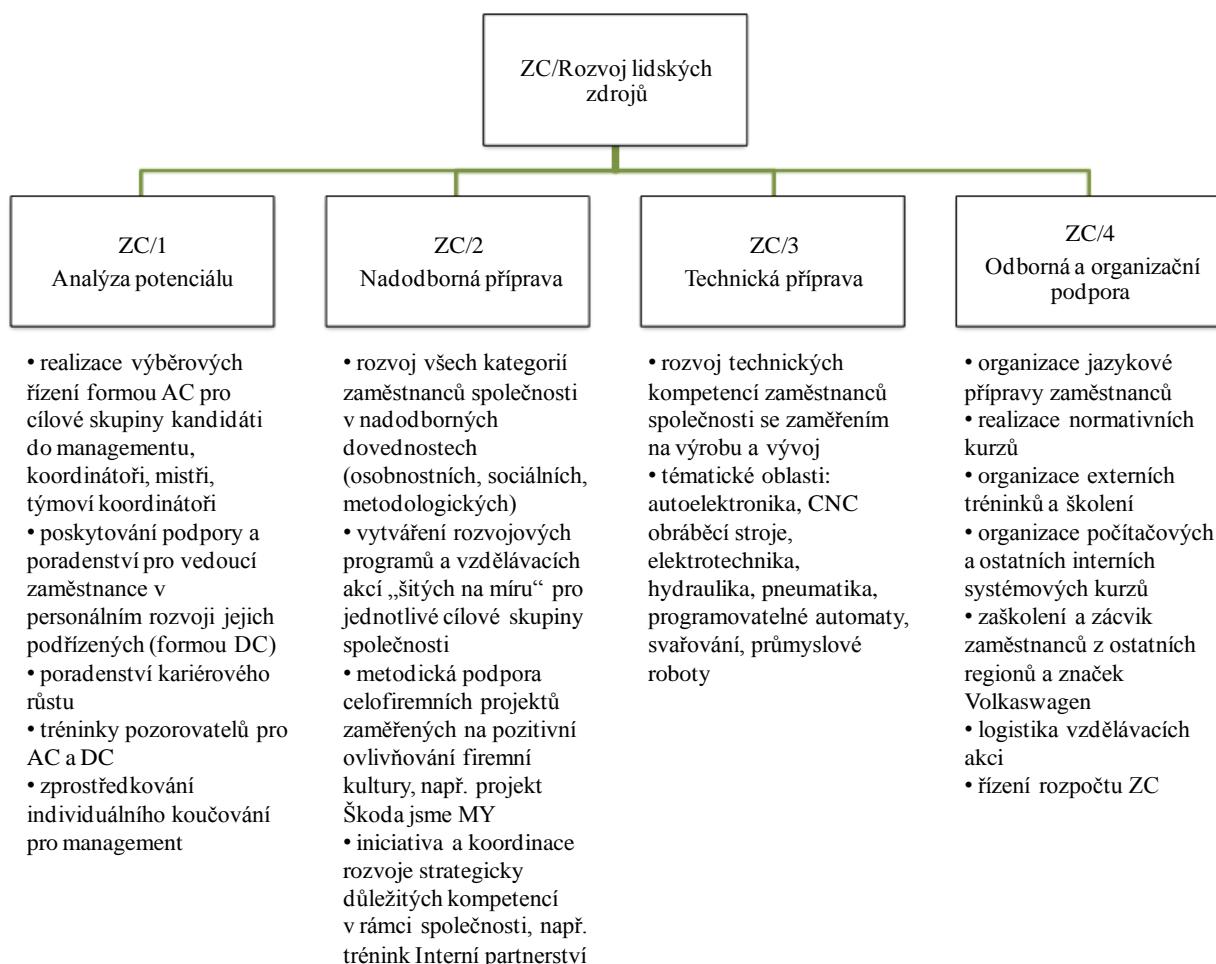 ZC/Rozvoj lidských
zdrojů
ZC/1
Analýza potenciálu
ZC/2
Nadodborná příprava
ZC/3
Technická příprava
ZC/4
Odborná a organizační
podpora
• realizace výběrových
řízení formou AC pro
cílové skupiny kandidáti
do managementu,
koordinátoři, mistři,
týmoví koordinátoři
• poskytování podpory a
poradenství pro vedoucí
zaměstnance v
personálním rozvoji jejich
podřízených (formou DC)
• poradenství kariérového
růstu
• tréninky pozorovatelů pro
AC a DC
• zprostředkování
individuálního koučování
pro management
• rozvoj všech kategorií
zaměstnanců společnosti
v nadodborných
dovednostech
(osobnostních, sociálních,
metodologických)
• vytváření rozvojových
programů a vzdělávacích
akcí „šitých na míru“ pro
jednotlivé cílové skupiny
společnosti
• metodická podpora
celofiremních projektů
zaměřených na pozitivní
ovlivňování firemní
kultury, např. projekt
Škoda jsme MY
• iniciativa a koordinace
rozvoje strategicky
důležitých kompetencí
v rámci společnosti, např.
trénink Interní partnerství
• rozvoj technických
kompetencí zaměstnanců
společnosti se zaměřením
na výrobu a vývoj
• tématické oblasti:
autoelektronika, CNC
obráběcí stroje,
elektrotechnika,
hydraulika, pneumatika,
programovatelné automaty,
svařování, průmyslové
roboty
• organizace jazykové
přípravy zaměstnanců
• realizace normativních
kurzů
• organizace externích
tréninků a školení
• organizace počítačových
a ostatních interních
systémových kurzů
• zaškolení a zácvik
zaměstnanců z ostatních
regionů a značek
Volkaswagen
• logistika vzdělávacích
akci
• řízení rozpočtu ZC